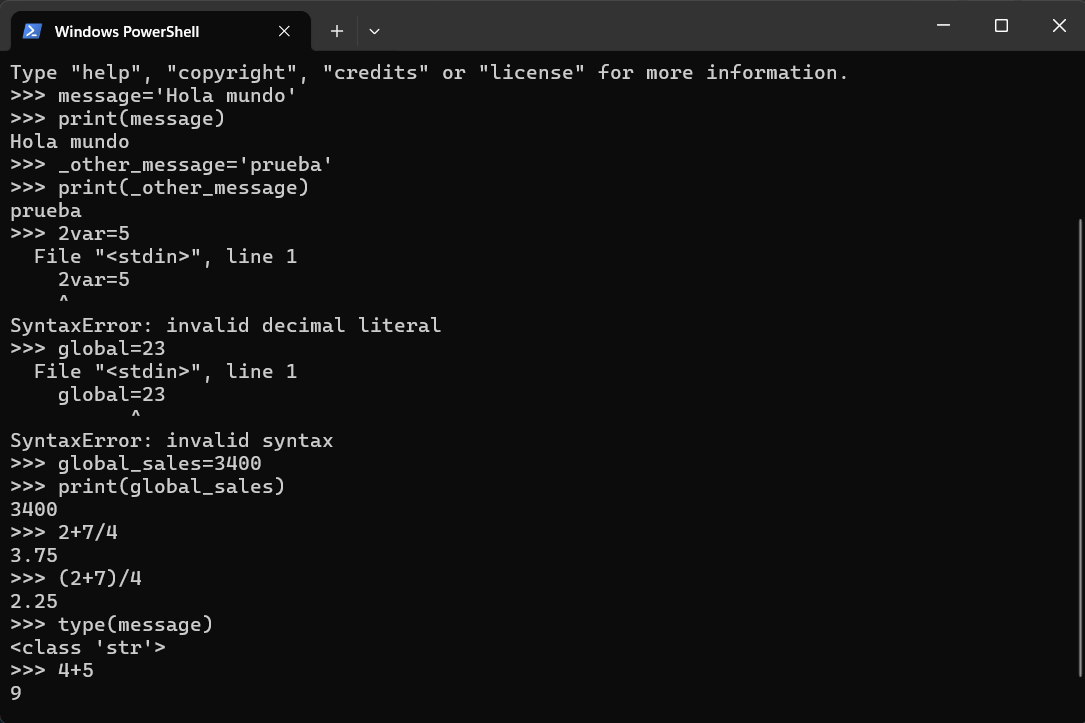 Windows PowerShell
Type "help", "copyright", "credits" or "license" for more information.
>>> message='Hola mundo'
>>> print(message)
Hola mundo
>>> _other_message='prueba'
>>> print(_other_message)
prueba
>>> 2var=5
  File "<stdin>", line 1
    2var=5
    ^
SyntaxError: invalid decimal literal
>>> global=23
  File "<stdin>", line 1
    global=23
          ^
SyntaxError: invalid syntax
>>> global_sales=3400
>>> print(global_sales)
3400
>>> 2+7/4
3.75
>>> (2+7)/4
2.25
>>> type(message)
<class 'str'>
>>> 4+5
9